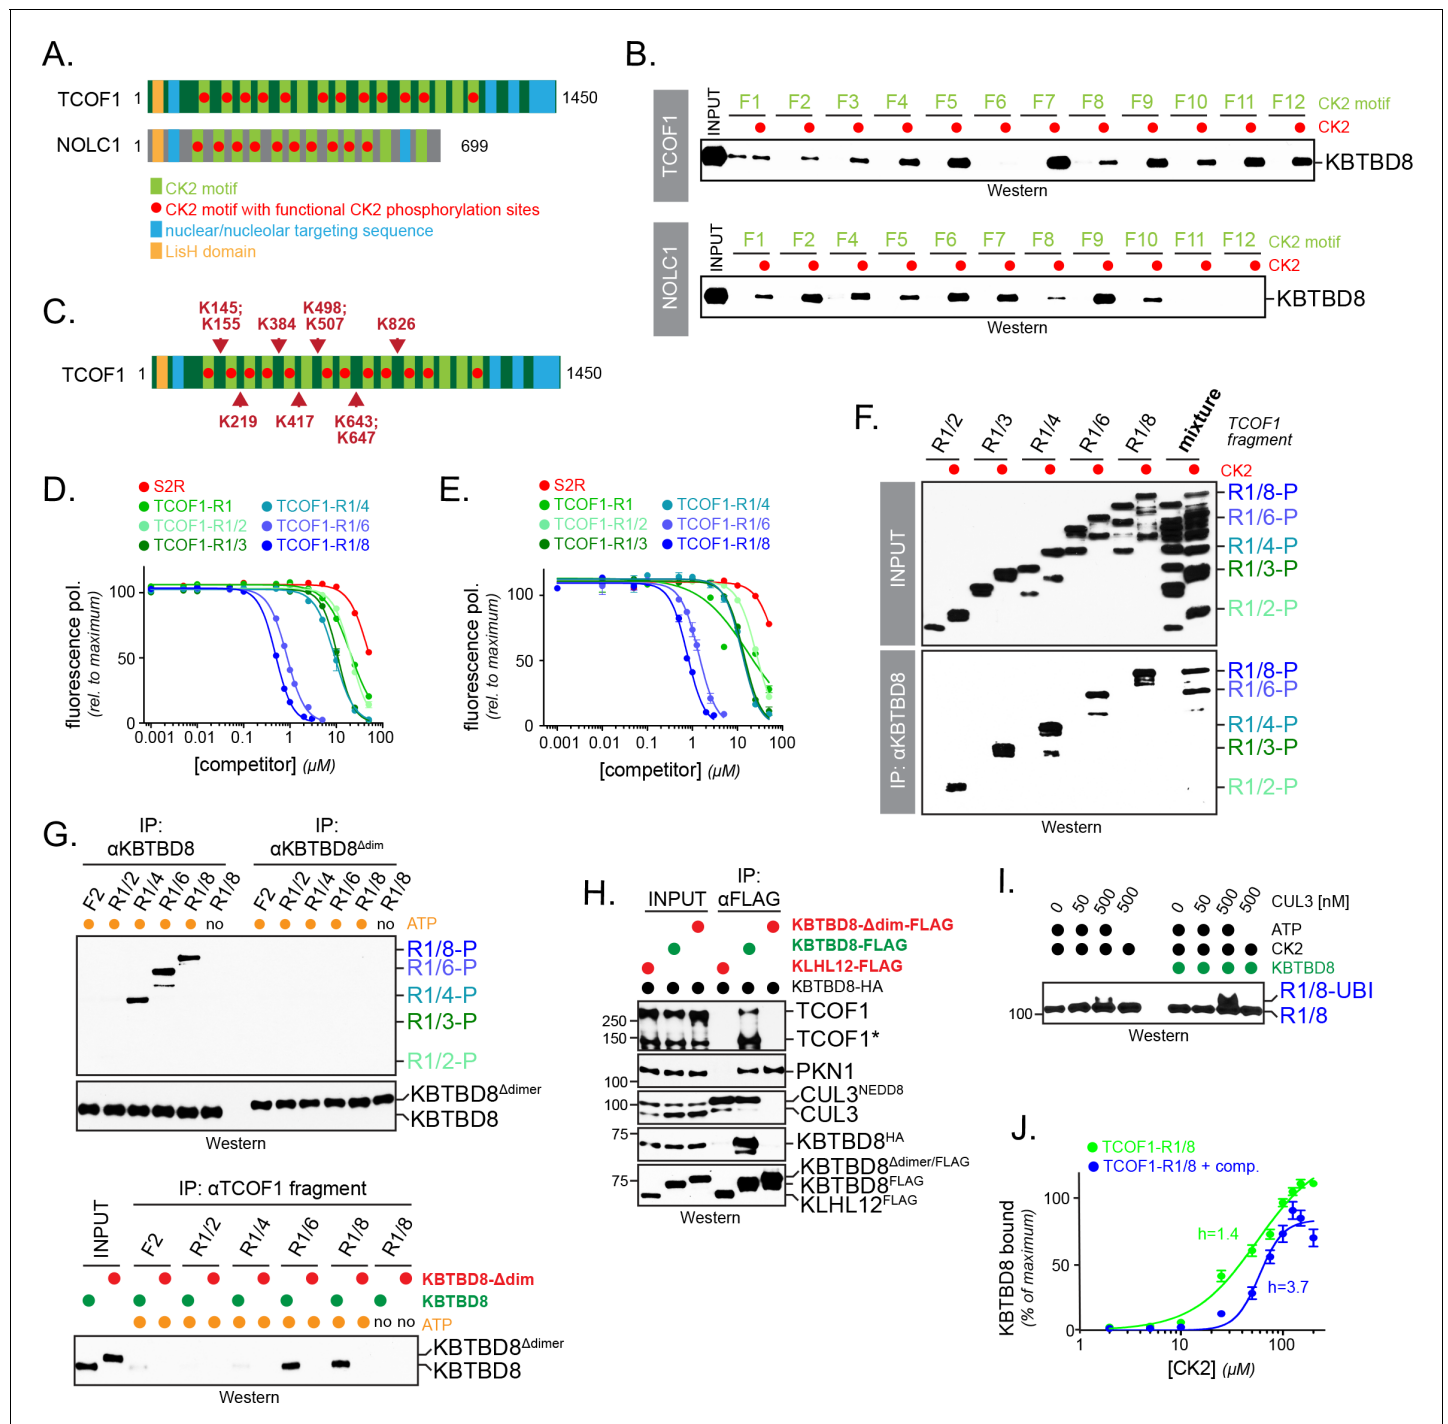 A.
TCOF1 1 1450
NOLC1 1 699
CK2 motif
CK2 motif with functional CK2 phosphorylation sites
nuclear/nucleolar targeting sequence
LisH domain
B.
TCOF1
INPUT F1 F2 F3 F4 F5 F6 F7 F8 F9 F10 F11 F12 CK2 motif
CK2
KBTBD8
Western
NOLC1
INPUT F1 F2 F4 F5 F6 F7 F8 F9 F10 F11 F12 CK2 motif
CK2
KBTBD8
Western
C.
K145; K498;
K155 K384 K507 K826
TCOF1 1 1450
K219 K417 K643;
K647
D.
S2R
TCOF1-R1 TCOF1-R1/4
TCOF1-R1/2 TCOF1-R1/6
TCOF1-R1/3 TCOF1-R1/8
fluorescence pol.
(rel. to maximum)
100
50
0
0.001 0.01 0.1 1 10 100
[competitor] (µM)
E.
S2R
TCOF1-R1 TCOF1-R1/4
TCOF1-R1/2 TCOF1-R1/6
TCOF1-R1/3 TCOF1-R1/8
fluorescence pol.
(rel. to maximum)
100
50
0
0.001 0.01 0.1 1 10 100
[competitor] (µM)
F.
R1/2 R1/3 R1/4 R1/6 R1/8 mixture TCOF1
fragment
CK2
INPUT
R1/8-P
R1/6-P
R1/4-P
R1/3-P
R1/2-P
IP: αKBTBD8
R1/8-P
R1/6-P
R1/4-P
R1/3-P
R1/2-P
Western
G.
IP: IP:
αKBTBD8 αKBTBD8Δdim
F2 R1/2 R1/4 R1/6 R1/8 R1/8 F2 R1/2 R1/4 R1/6 R1/8 R1/8
no no ATP
R1/8-P
R1/6-P
R1/4-P
R1/3-P
R1/2-P
KBTBD8Δdimer
KBTBD8
Western
IP: αTCOF1 fragment
INPUT F2 R1/2 R1/4 R1/6 R1/8 R1/8
KBTBD8-Δdim
KBTBD8
no no ATP
KBTBD8Δdimer
KBTBD8
Western
H.
IP:
INPUT αFLAG
KBTBD8-Δdim-FLAG
KBTBD8-FLAG
KLHL12-FLAG
KBTBD8-HA
250 TCOF1
150 TCOF1*
100 PKN1
CUL3NEDD8
100 CUL3
75 KBTBD8HA
KBTBD8Δdimer/FLAG
75 KBTBD8FLAG
KLHL12FLAG
Western
I.
0 50 500 500 0 50 500 500 CUL3 [nM]
ATP
CK2
KBTBD8
R1/8-UBI
100 R1/8
Western
J.
TCOF1-R1/8
TCOF1-R1/8 + comp.
KBTBD8 bound
(% of maximum)
100
50
0
h=1.4
h=3.7
1 10 100
[CK2] (µM)